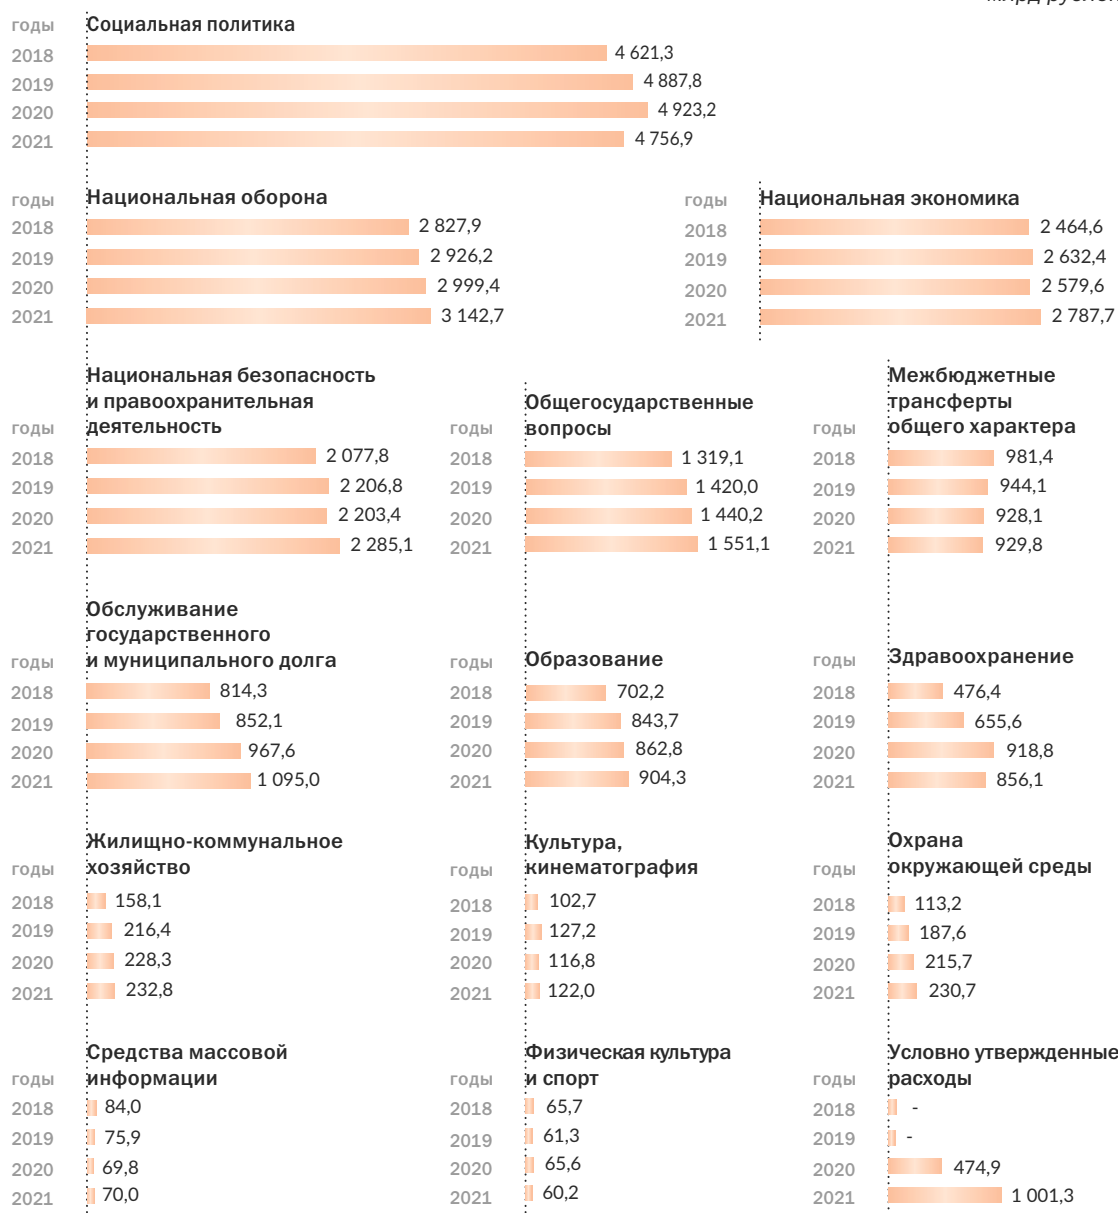 млрд рублей
годы Социальная политика
2018 4 621,3
2019 4 887,8
2020 4 923,2
2021 4 756,9
годы Национальная оборона
2018 2 827,9
2019 2 926,2
2020 2 999,4
2021 3 142,7
годы Национальная экономика
2018 2 464,6
2019 2 632,4
2020 2 579,6
2021 2 787,7
Национальная безопасность
и правоохранительная
годы деятельность
2018 2 077,8
2019 2 206,8
2020 2 203,4
2021 2 285,1
Общегосударственные
годы вопросы
2018 1 319,1
2019 1 420,0
2020 1 440,2
2021 1 551,1
Межбюджетные
трансферты
годы общего характера
2018 981,4
2019 944,1
2020 928,1
2021 929,8
Обслуживание
государственного
годы и муниципального долга
2018 814,3
2019 852,1
2020 967,6
2021 1 095,0
годы Образование
2018 702,2
2019 843,7
2020 862,8
2021 904,3
годы Здравоохранение
2018 476,4
2019 655,6
2020 918,8
2021 856,1
Жилищно-коммунальное
годы хозяйство
2018 158,1
2019 216,4
2020 228,3
2021 232,8
Культура,
годы кинематография
2018 102,7
2019 127,2
2020 116,8
2021 122,0
Охрана
годы окружающей среды
2018 113,2
2019 187,6
2020 215,7
2021 230,7
Средства массовой
годы информации
2018 84,0
2019 75,9
2020 69,8
2021 70,0
Физическая культура
годы и спорт
2018 65,7
2019 61,3
2020 65,6
2021 60,2
Условно утвержденные
годы расходы
2018 -
2019 -
2020 474,9
2021 1 001,3